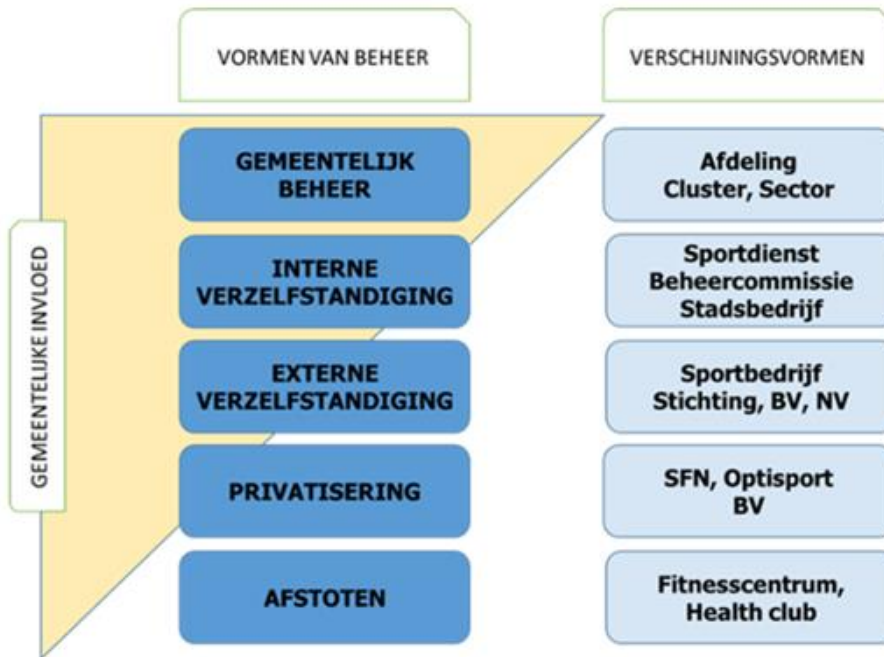 VORMEN VAN BEHEER
VERSCHIJNINGSVORMEN
GEMEENTELIJKE INVLOED
GEMEENTELIJK
BEHEER
Afdeling
Cluster, Sector
INTERNE
VERZELFSTANDIGING
Sportdienst
Beheercommissie
Stadsbedrijf
EXTERNE
VERZELFSTANDIGING
Sportbedrijf
Stichting, BV, NV
PRIVATISERING
SFN, Optisport
BV
AFSTOTEN
Fitnesscentrum,
Health club